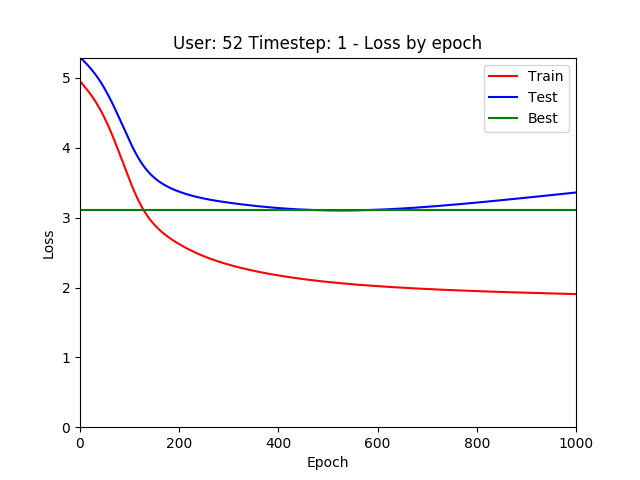 User: 52 Timestep: 1 - Loss by epoch
Train
Test
Best
Loss
5
4
3
2
1
0
0 200 400 600 800 1000
Epoch